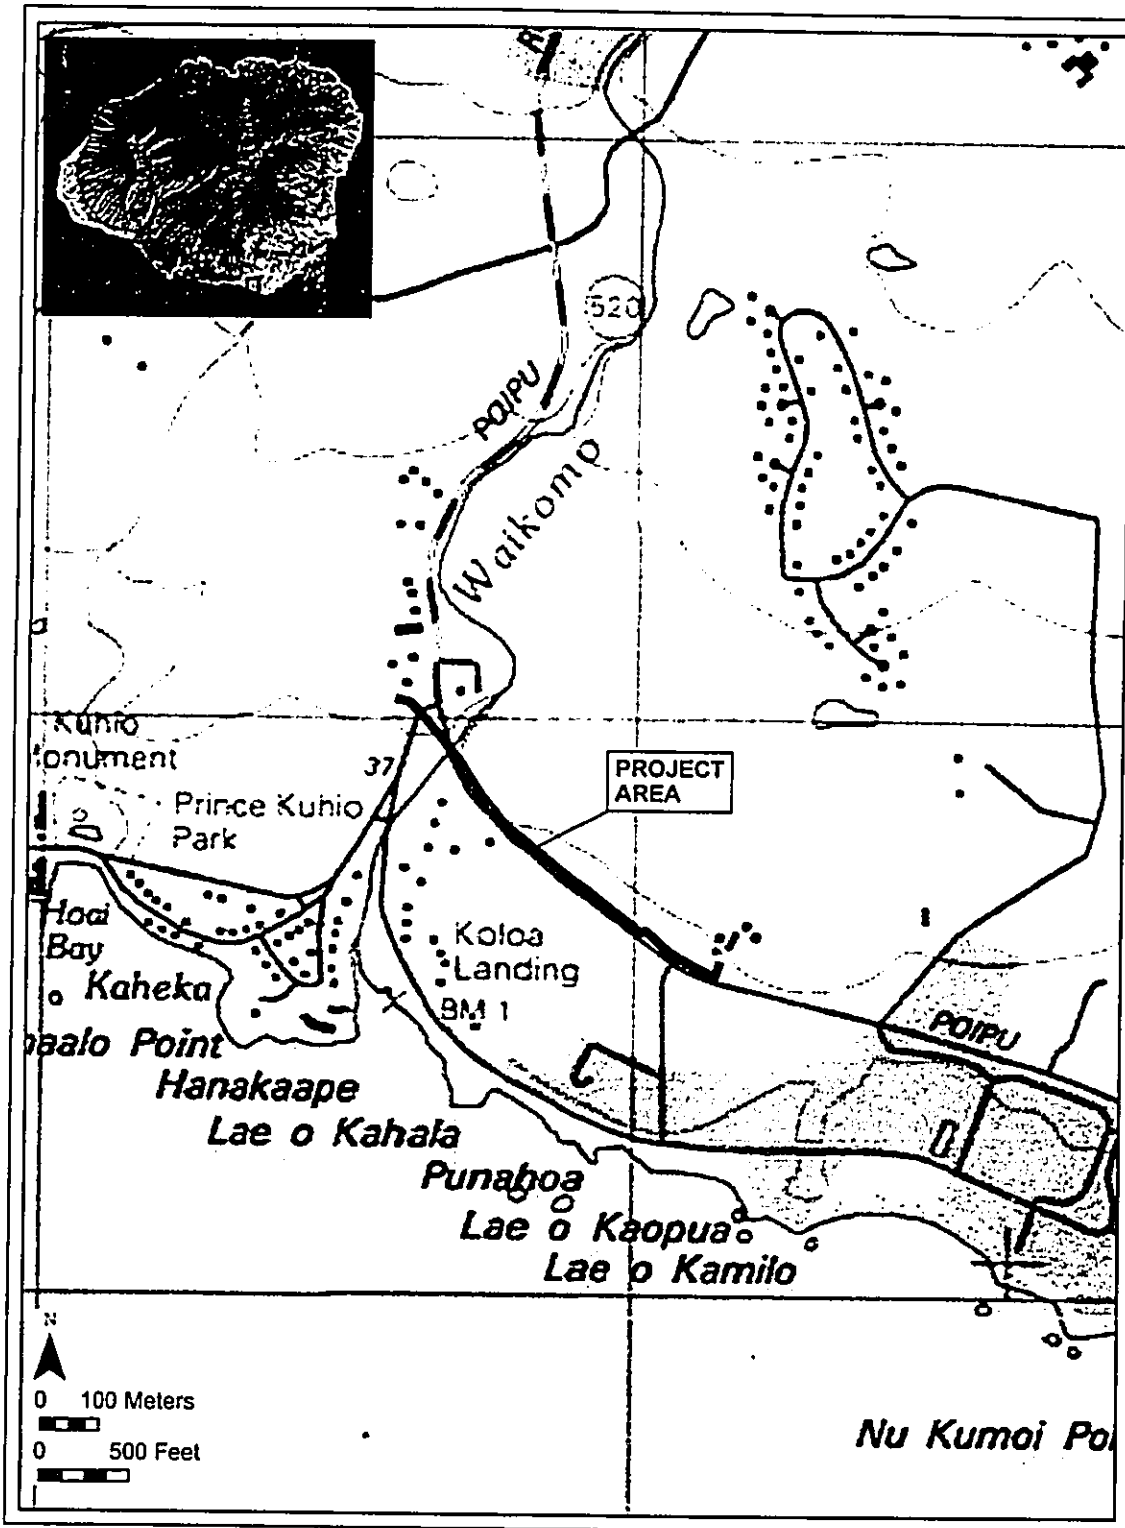 520
POIPU
Waikomo
Kuhio
onument
37
PROJECT
AREA
Prince Kuhio
Park
Hoai
Bay
Koloa
Landing
Kaheka
BM 1
POIPU
paalo Point
Hanakaape
Lae o Kahala
Punahoa
Lae o Kaopua
Lae o Kamilo
N
0 100 Meters
0 500 Feet
Nu Kumoi Poi